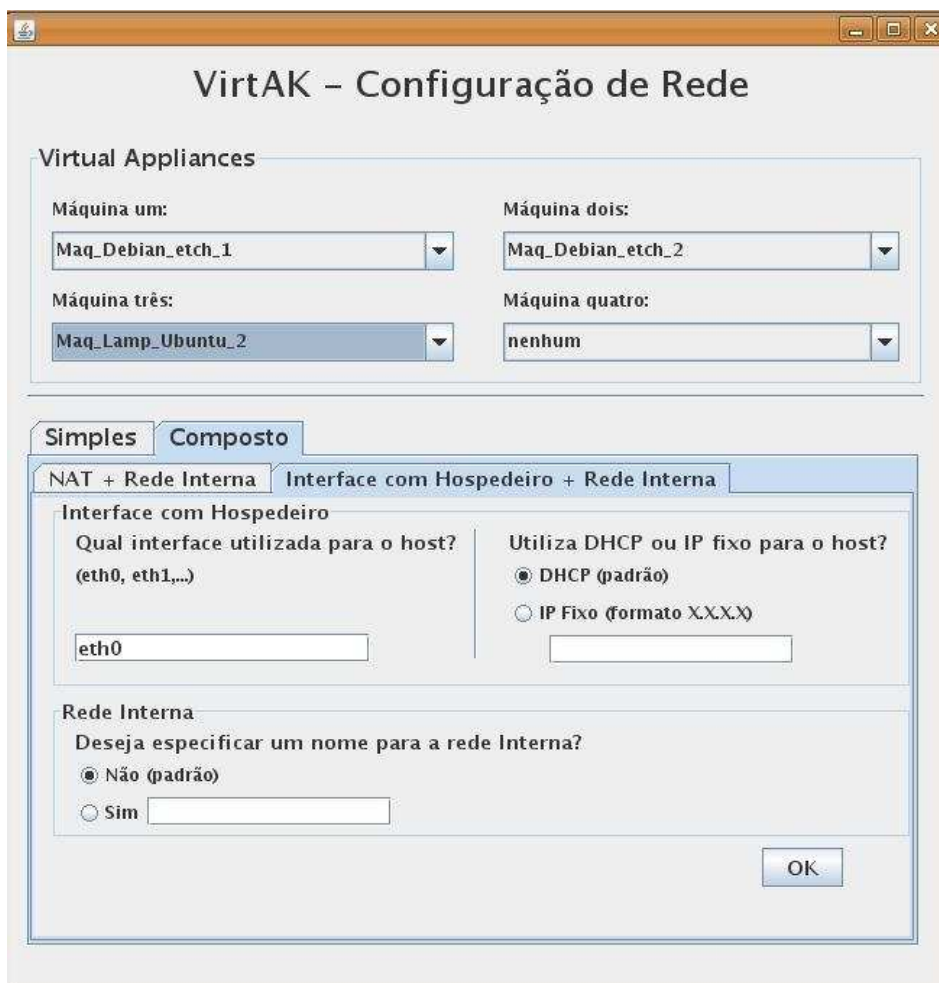 VirtAK – Configuração de Rede
Virtual Appliances
Máquina um:
Máquina dois:
Maq_Debian_etch_1
Maq_Debian_etch_2
Máquina três:
Máquina quatro:
Maq_Lamp_Ubuntu_2
nenhum
Simples
Composto
NAT + Rede Interna
Interface com Hospedeiro + Rede Interna
Interface com Hospedeiro
Qual interface utilizada para o host?
(eth0, eth1,...)
eth0
Utiliza DHCP ou IP fixo para o host?
DHCP (padrão)
IP Fixo (formato X.X.X.X)
Rede Interna
Deseja especificar um nome para a rede Interna?
Não (padrão)
Sim
OK